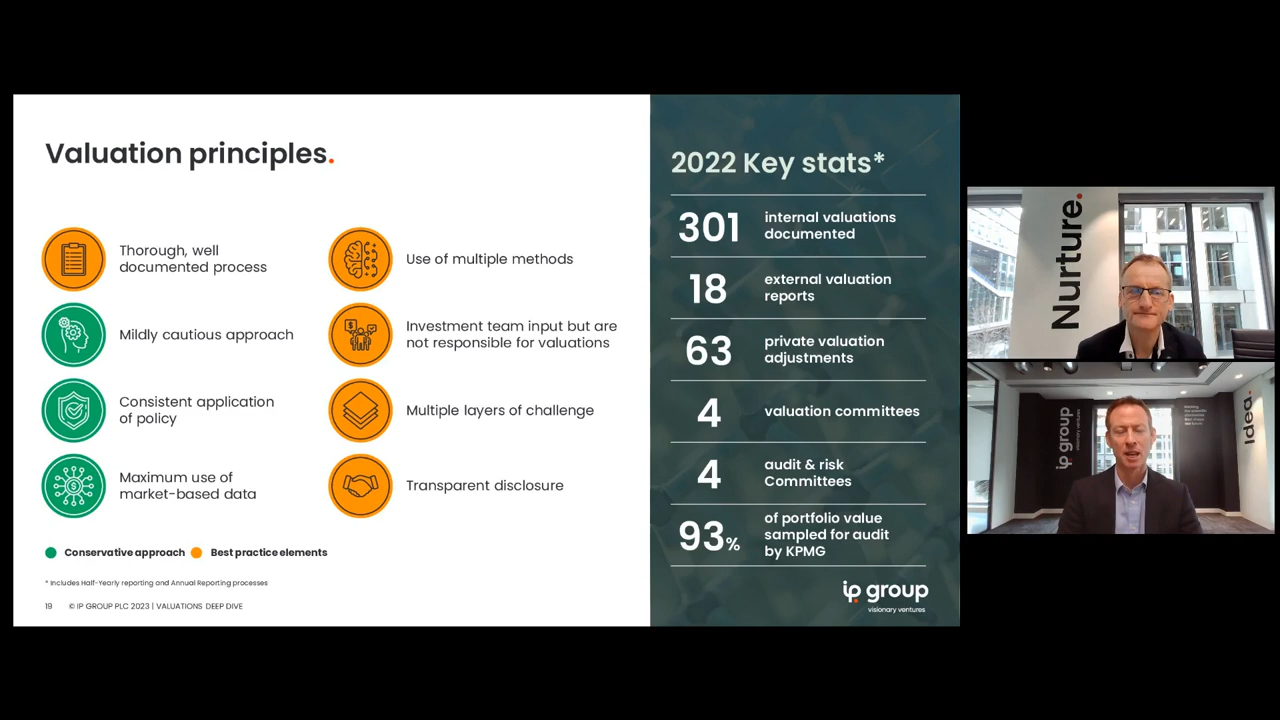 Valuation principles.
Thorough, well
documented process
Mildly cautious approach
Consistent application
of policy
Maximum use of
market-based data
Use of multiple methods
Investment team input but are
not responsible for valuations
Multiple layers of challenge
Transparent disclosure
Conservative approach
Best practice elements
* Includes Half-Yearly reporting and Annual Reporting processes
19 © IP GROUP PLC 2023 | VALUATIONS DEEP DIVE
2022 Key stats*
301
internal valuations
documented
18
external valuation
reports
63
private valuation
adjustments
4
valuation committees
4
audit & risk
Committees
93%
of portfolio value
sampled for audit
by KPMG
ip group
visionary ventures
Nurture.
ip group
visionary ventures
Idea.